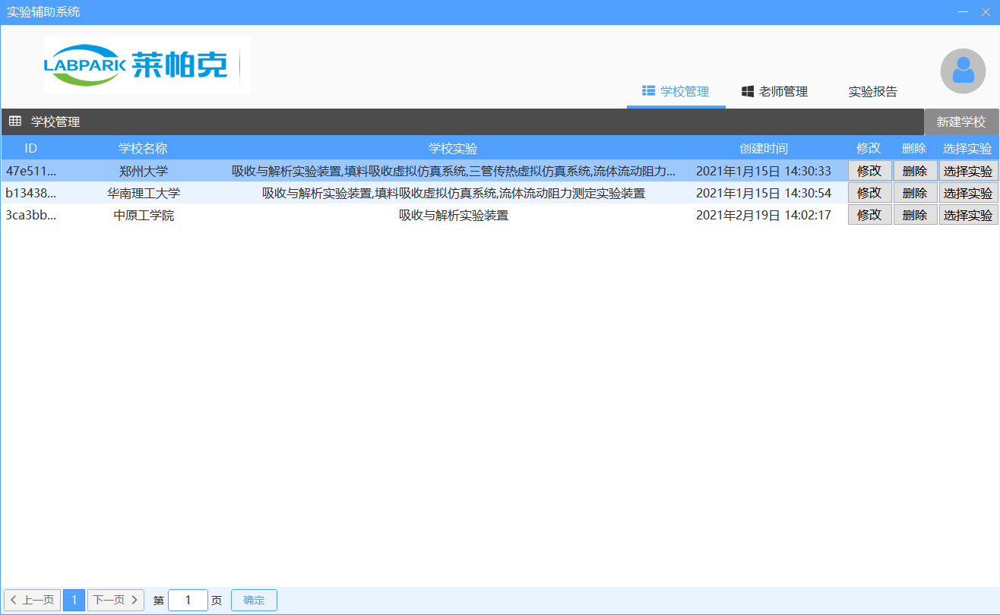 实验辅助系统
LABPARK 莱帕克
学校管理 老师管理 实验报告
学校管理 新建学校
ID 学校名称 学校实验 创建时间 修改 删除 选择实验
47e511... 郑州大学 吸收与解析实验装置,填料吸收虚拟仿真系统,三管传热虚拟仿真系统,流体流动阻力... 2021年1月15日 14:30:33 修改 删除 选择实验
b13438... 华南理工大学 吸收与解析实验装置,填料吸收虚拟仿真系统,流体流动阻力测定实验装置 2021年1月15日 14:30:54 修改 删除 选择实验
3ca3bb... 中原工学院 吸收与解析实验装置 2021年2月19日 14:02:17 修改 删除 选择实验
上一页 1 下一页 第 1 页 确定